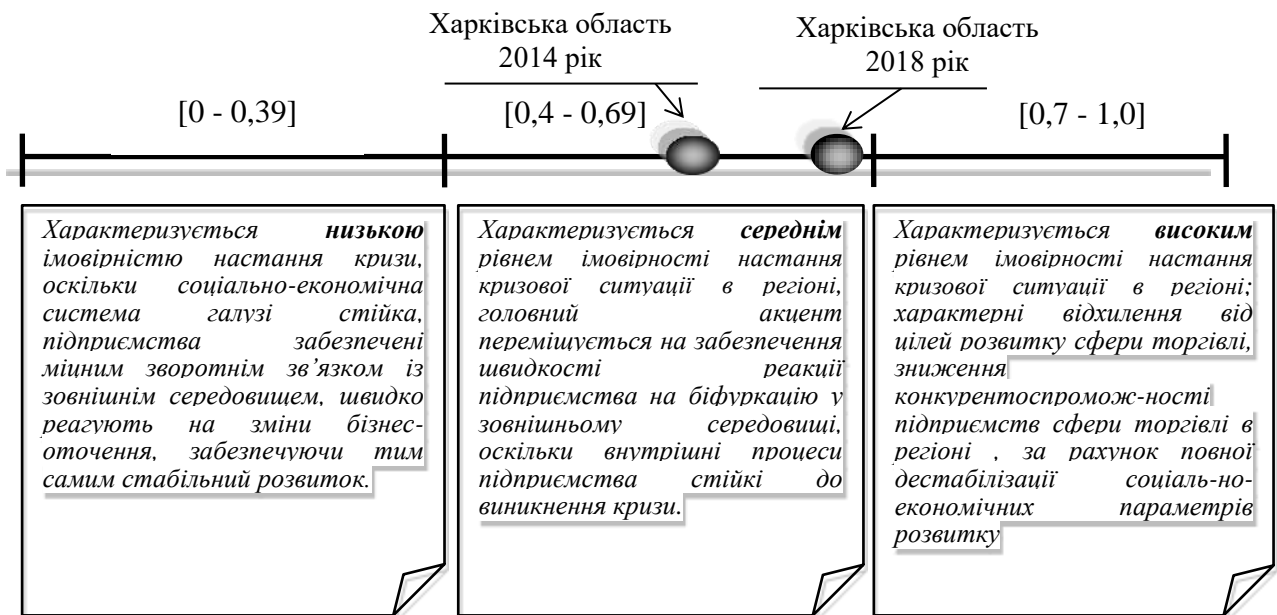 Харківська область
2014 рік
Харківська область
2018 рік
[0 - 0,39]
[0,4 - 0,69]
[0,7 - 1,0]
Характеризується низькою
імовірністю настання кризи,
оскільки соціально-економічна
система галузі стійка,
підприємства забезпечені
міцним зворотнім зв’язком із
зовнішнім середовищем, швидко
реагують на зміни бізнес-
оточення, забезпечуючи тим
самим стабільний розвиток.
Характеризується середнім
рівнем імовірності настання
кризової ситуації в регіоні,
головний акцент
переміщується на забезпечення
швидкості реакції
підприємства на біфуркацію у
зовнішньому середовищі,
оскільки внутрішні процеси
підприємства стійкі до
виникнення кризи.
Характеризується високим
рівнем імовірності настання
кризової ситуації в регіоні;
характерні відхилення від
цілей розвитку сфери торгівлі,
зниження
конкурентоспромож-ності
підприємств сфери торгівлі в
регіоні , за рахунок повної
дестабілізації соціаль-но-
економічних параметрів
розвитку